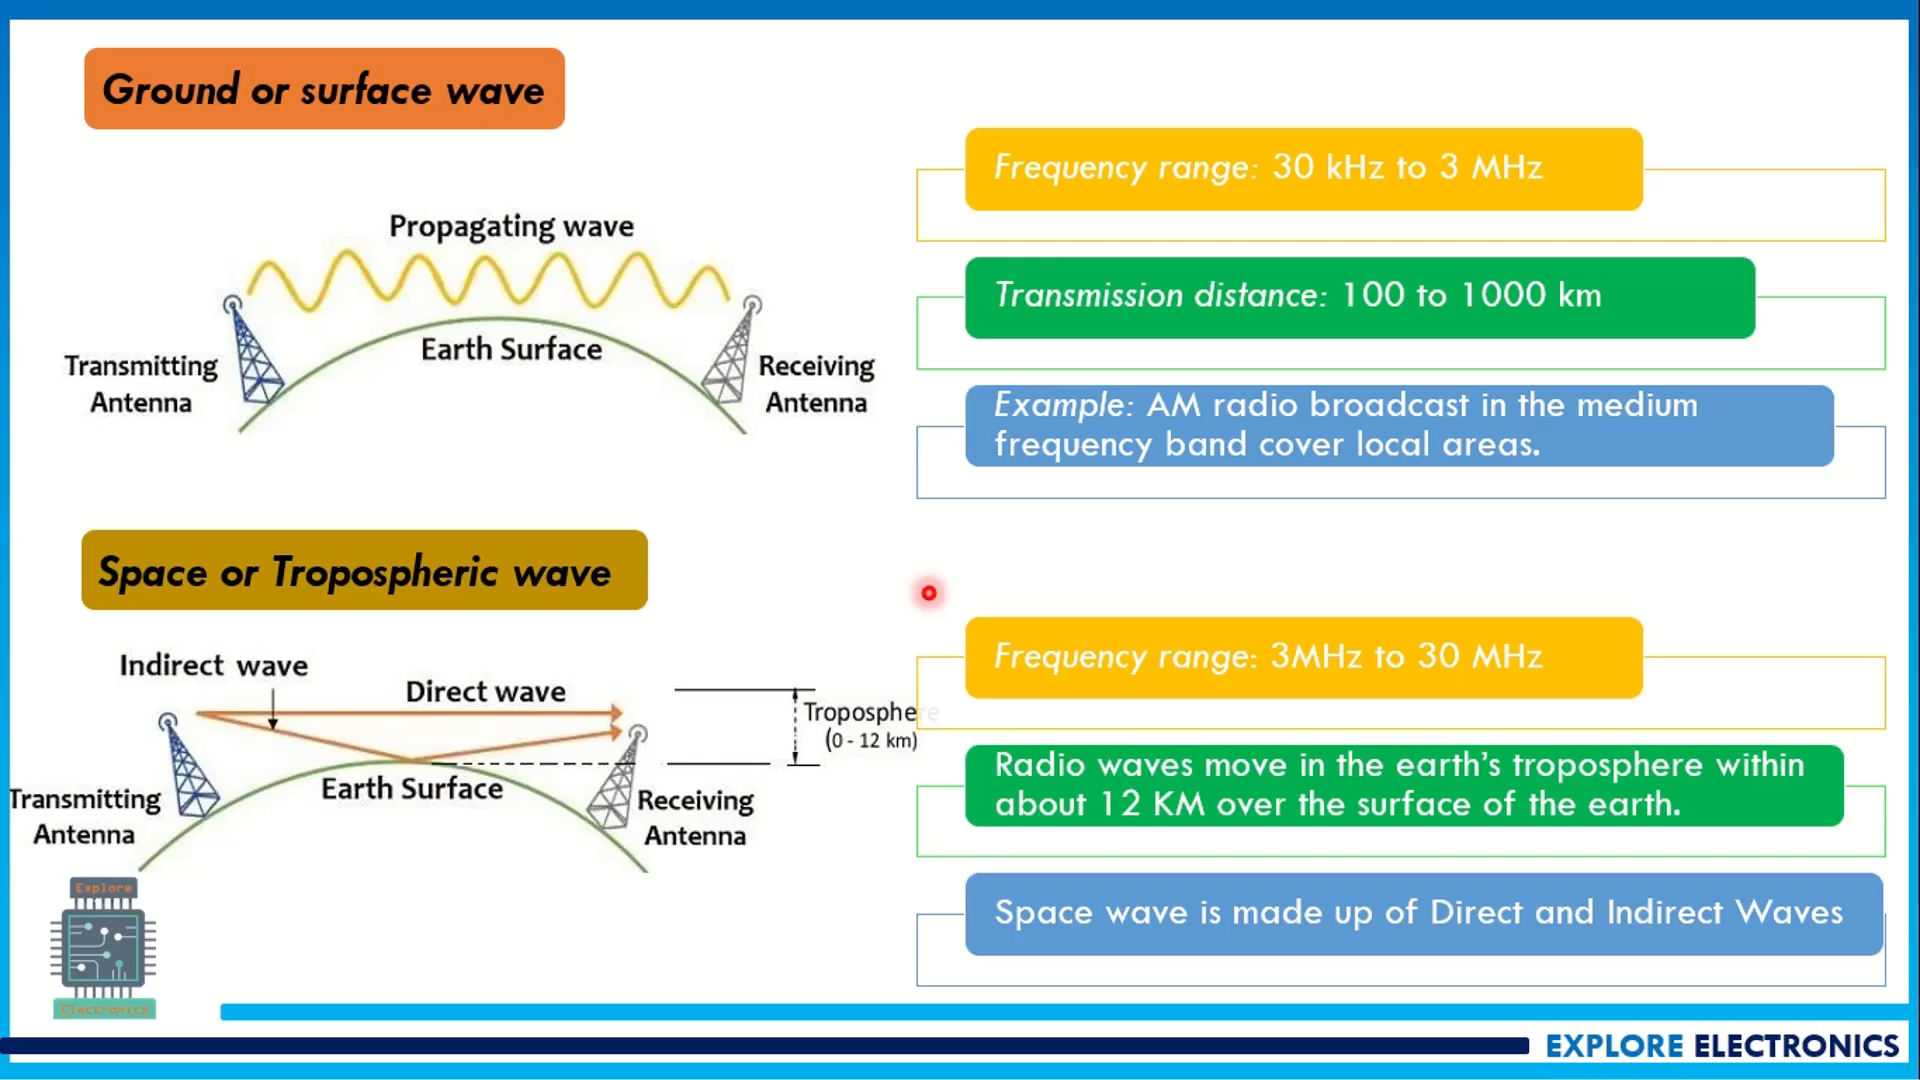 Ground or surface wave
Propagating wave
Transmitting
Antenna
Earth Surface
Receiving
Antenna
Frequency range: 30 kHz to 3 MHz
Transmission distance: 100 to 1000 km
Example: AM radio broadcast in the medium
frequency band cover local areas.
Space or Tropospheric wave
Indirect wave
Direct wave
Troposphere
(0 - 12 km)
Transmitting
Antenna
Earth Surface
Receiving
Antenna
Frequency range: 3MHz to 30 MHz
Radio waves move in the earth’s troposphere within
about 12 KM over the surface of the earth.
Space wave is made up of Direct and Indirect Waves
Explore
Electronics
EXPLORE ELECTRONICS